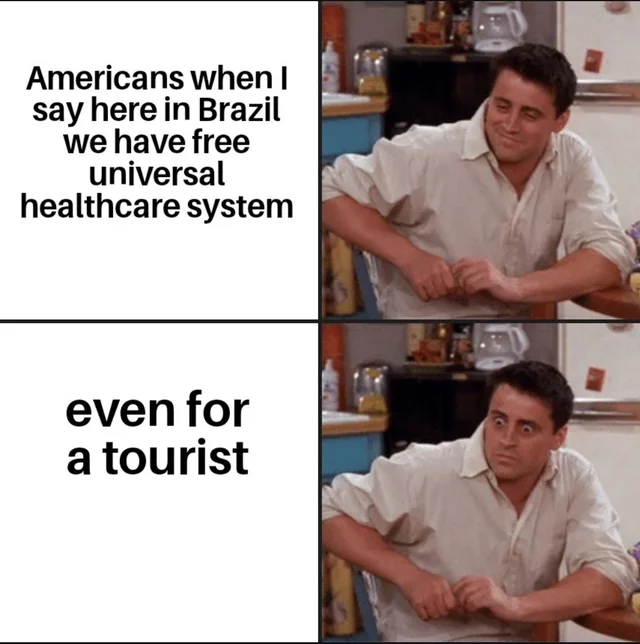 Americans when I
say here in Brazil
we have free
universal
healthcare system
even for
a tourist